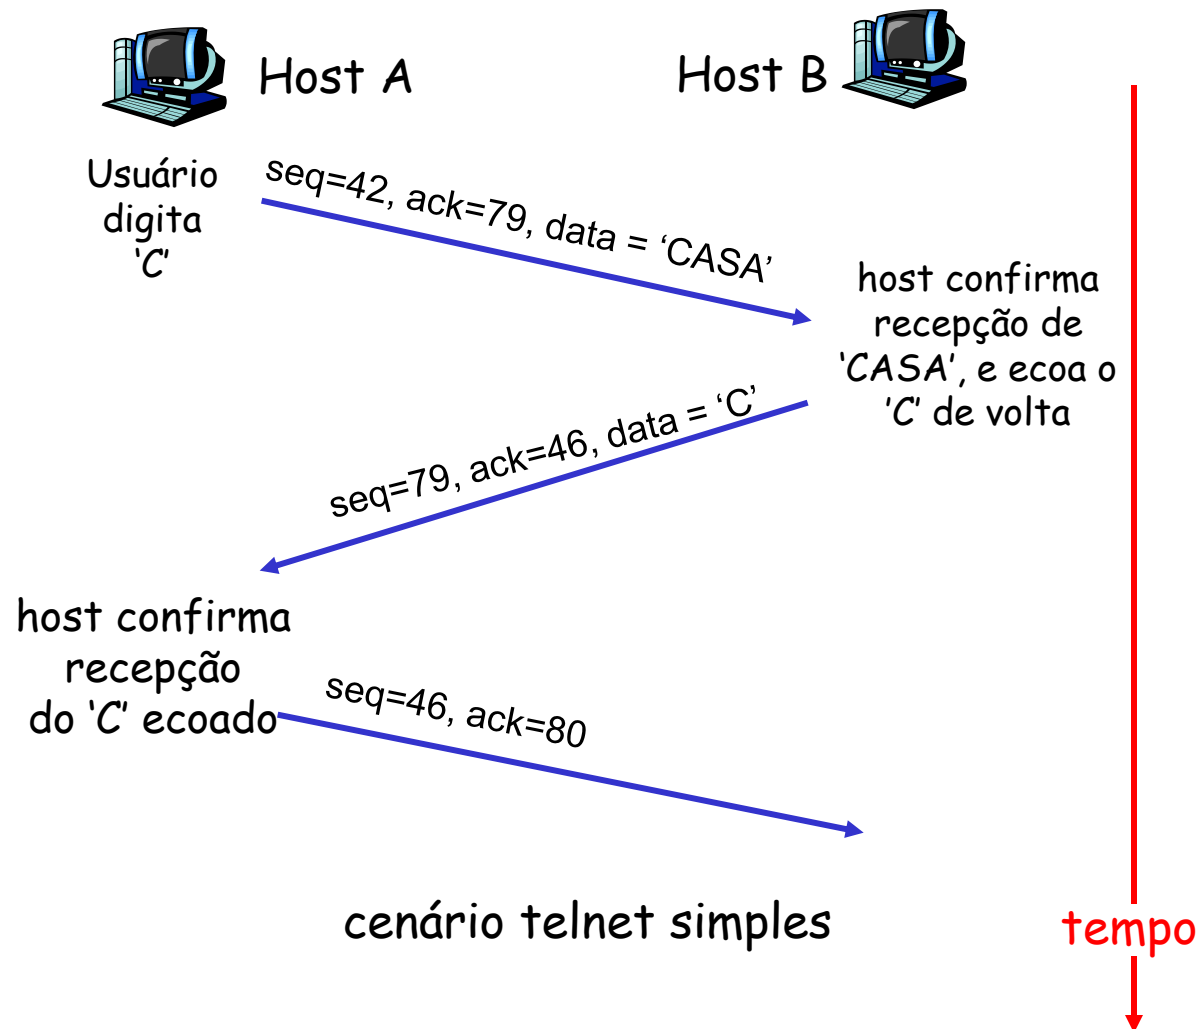 Host A
Host B
Usuário
digita
‘C’
seq=42, ack=79, data = ‘CASA’
host confirma
recepção de
‘CASA’, e ecoa o
’C’ de volta
seq=79, ack=46, data = ‘C’
host confirma
recepção
do ‘C’ ecoado
seq=46, ack=80
cenário telnet simples
tempo